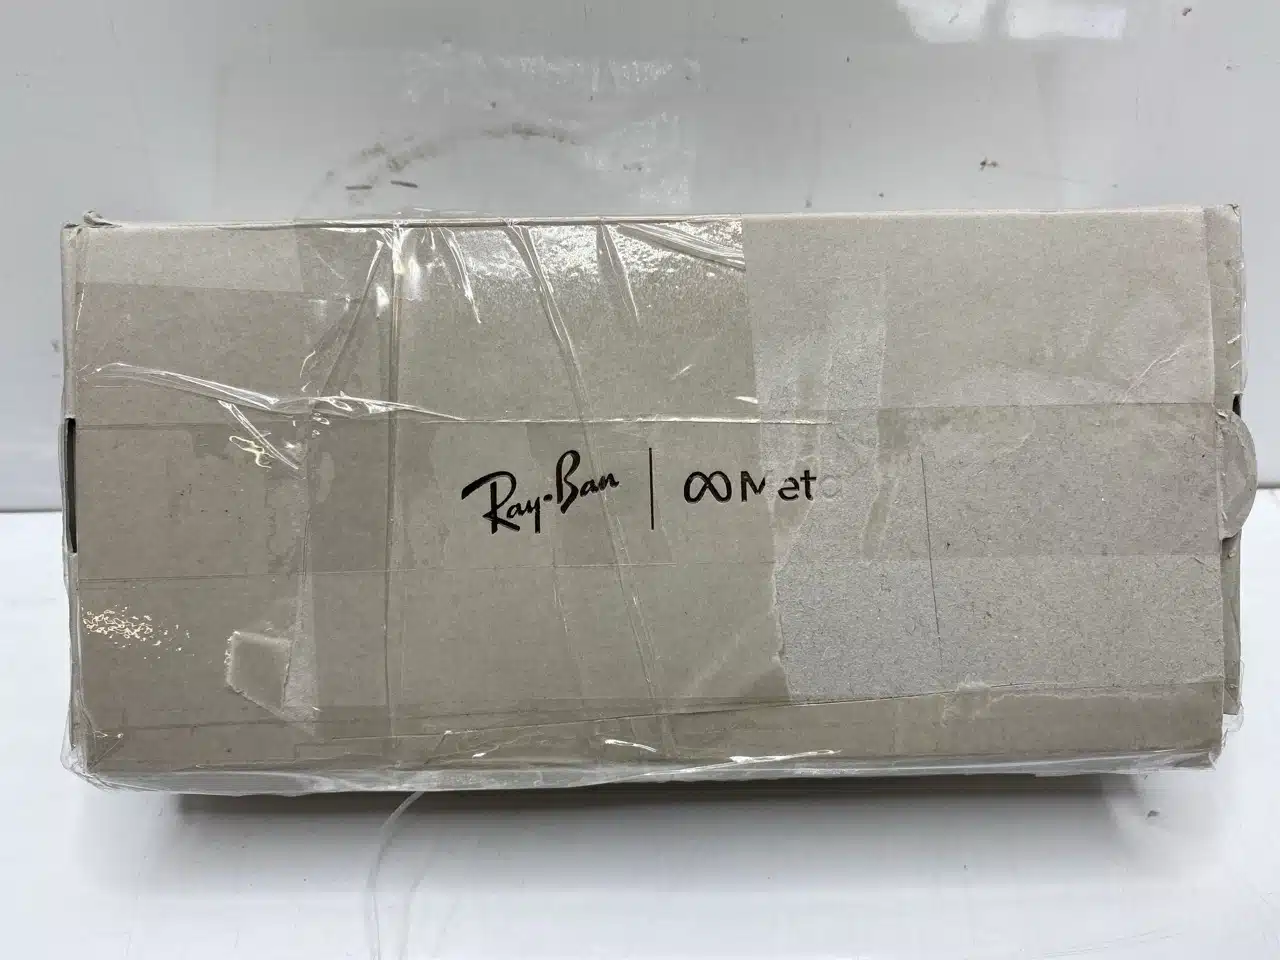 Ray-Ban | ∞ Meta